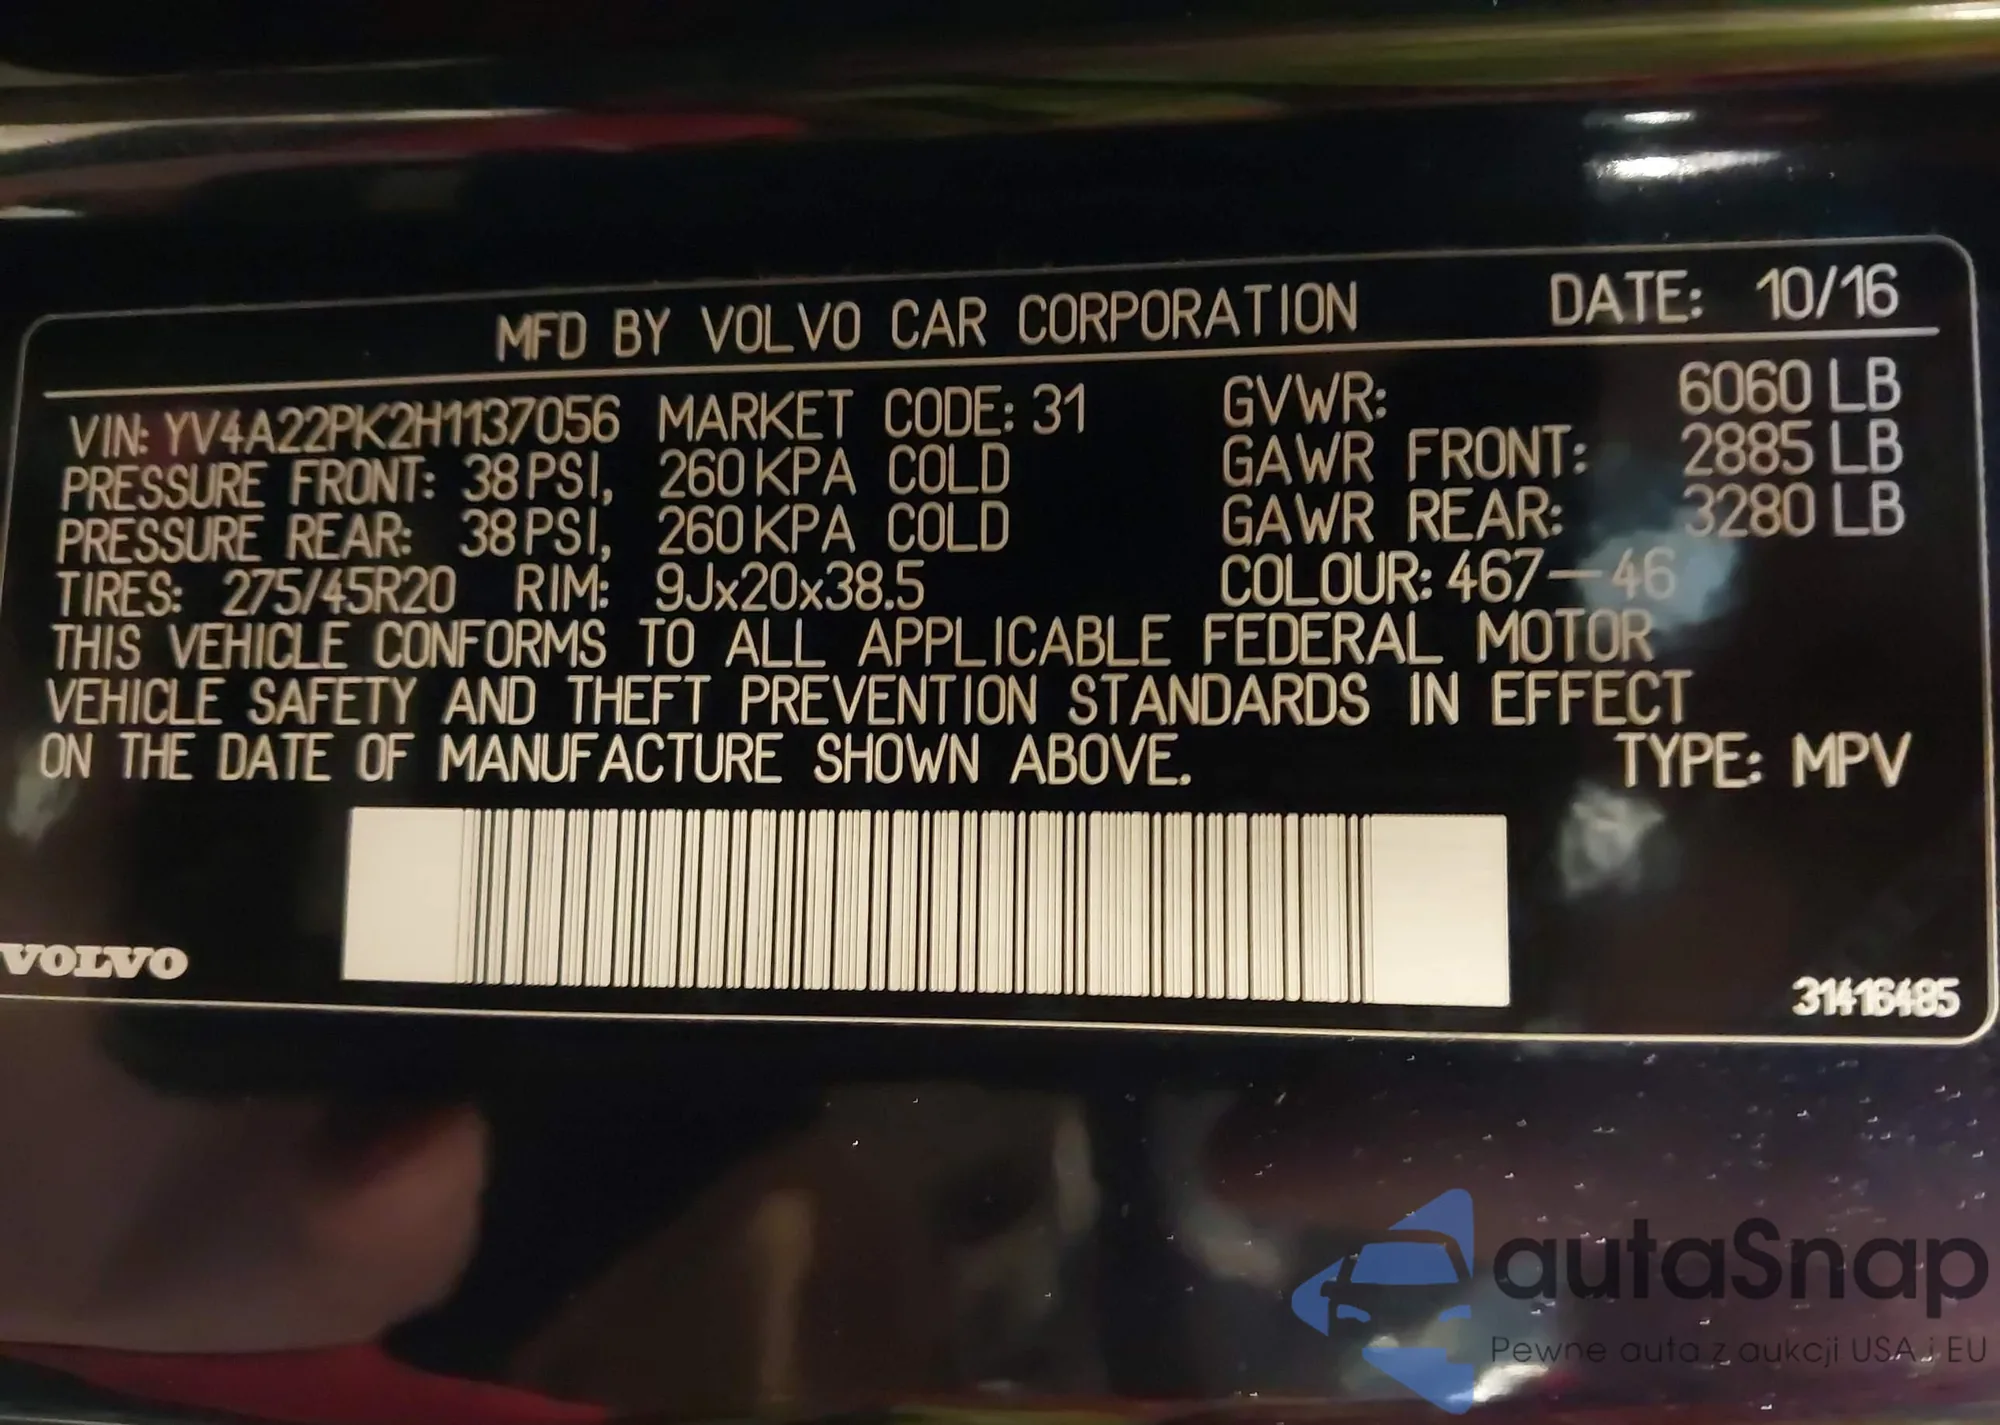 MFD BY VOLVO CAR CORPORATION DATE: 10/16
VIN: YV4A22PK2H1137056 MARKET CODE: 31 GVWR: 6060 LB
PRESSURE FRONT: 38 PSI, 260 KPA COLD GAWR FRONT: 2885 LB
PRESSURE REAR: 38 PSI, 260 KPA COLD GAWR REAR: 3280 LB
TIRES: 275/45R20 RIM: 9Jx20x38.5 COLOUR: 467-46
THIS VEHICLE CONFORMS TO ALL APPLICABLE FEDERAL MOTOR
VEHICLE SAFETY AND THEFT PREVENTION STANDARDS IN EFFECT
ON THE DATE OF MANUFACTURE SHOWN ABOVE. TYPE: MPV
VOLVO
31416485
autaSnap
Pewne auta z aukcji USA i EU